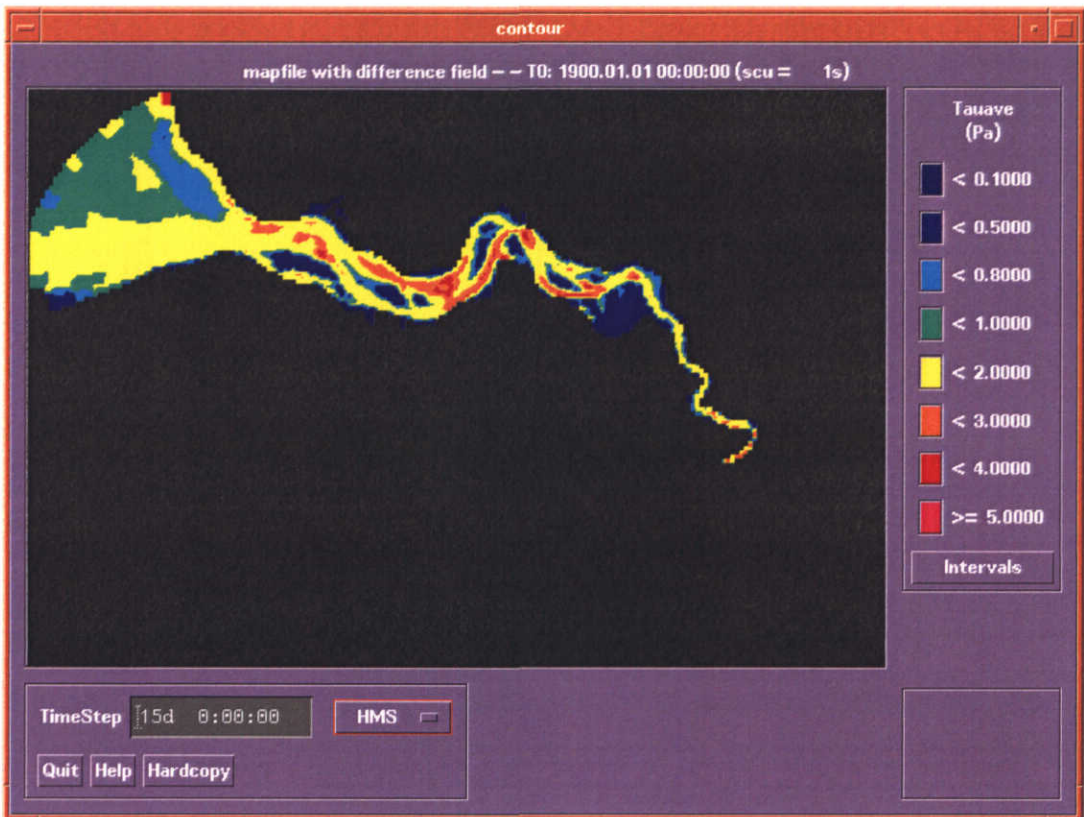 contour
mapfile with difference field - - T0: 1900.01.01 00:00:00 (scu = 1s)
Tauave
(Pa)
< 0.1000
< 0.5000
< 0.8000
< 1.0000
< 2.0000
< 3.0000
< 4.0000
>= 5.0000
Intervals
TimeStep 15d 0:00:00 HMS
Quit Help Hardcopy